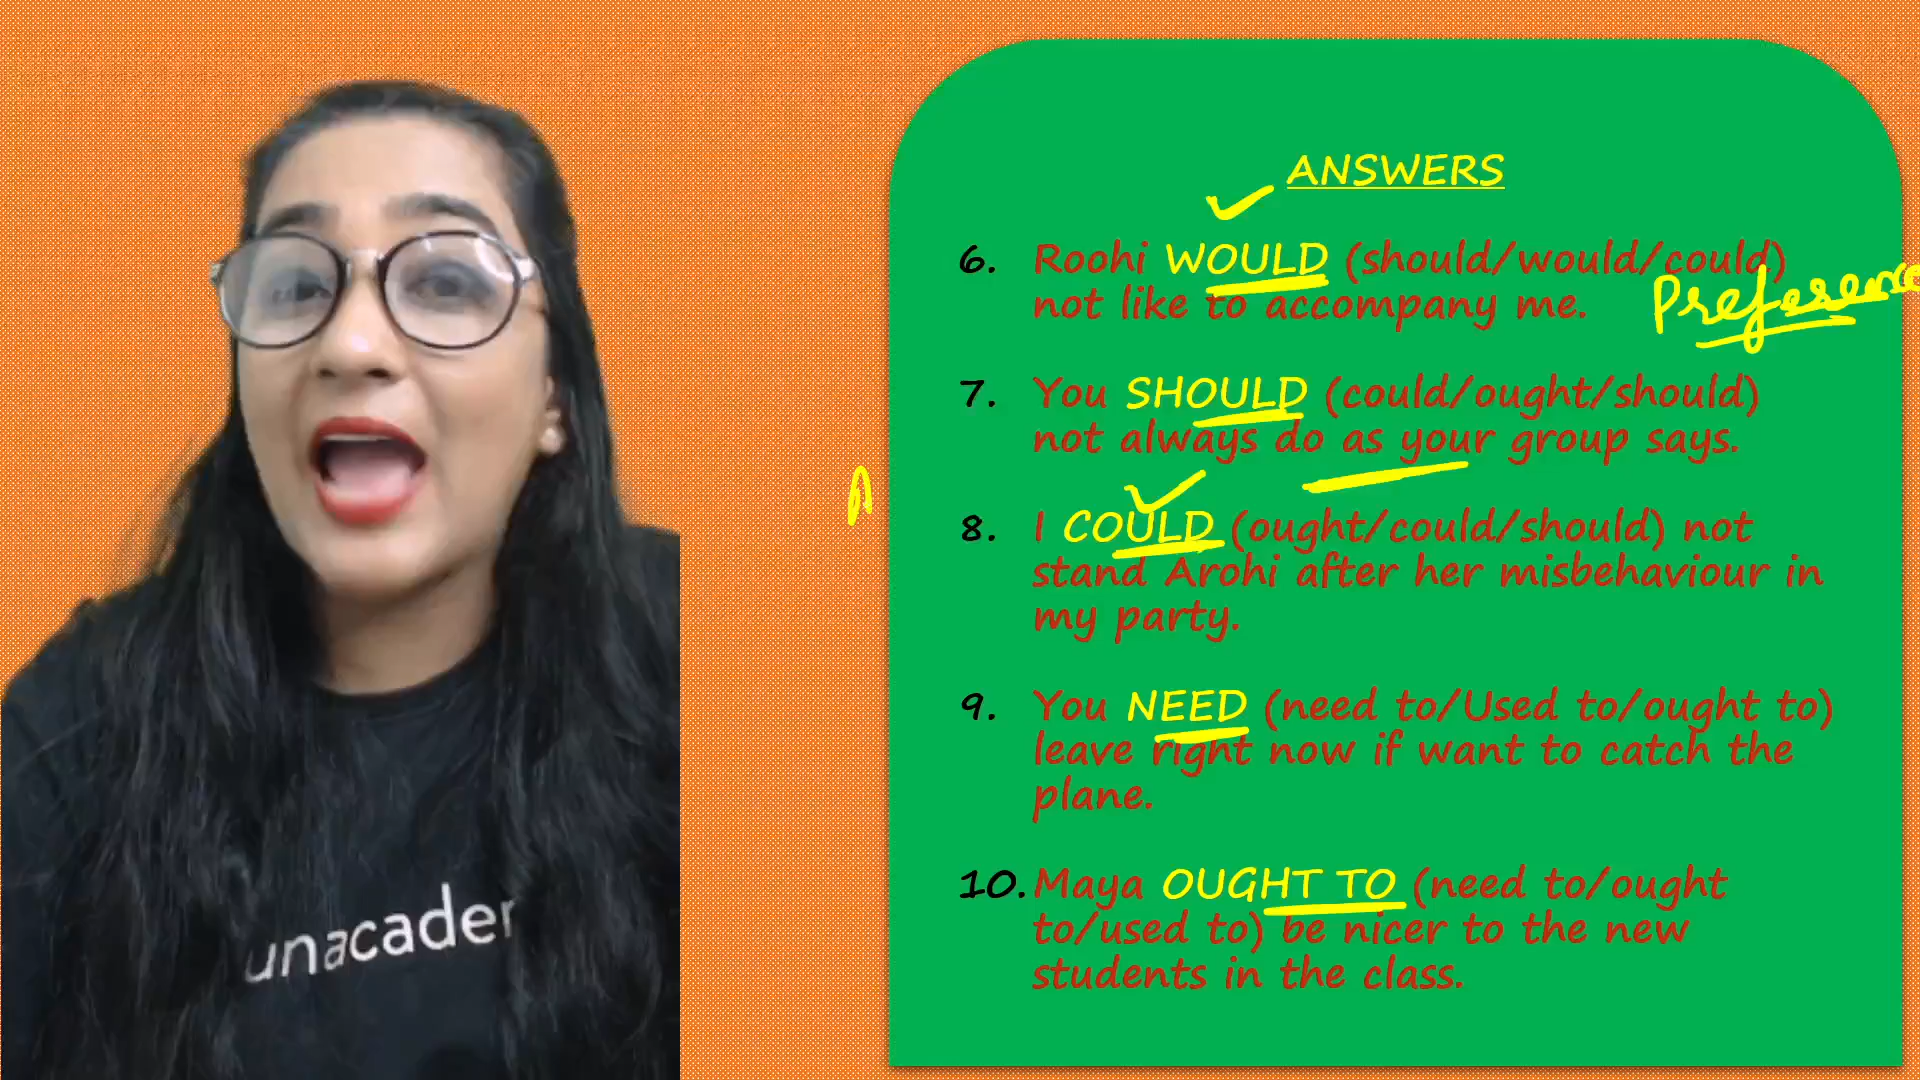 ANSWERS
6. Roohi WOULD (should/would/could)
not like to accompany me.
Preference
7. You SHOULD (could/ought/should)
not always do as your group says.
8. I COULD (ought/could/should) not
stand Arohi after her misbehaviour in
my party.
9. You NEED (need to/Used to/ought to)
leave right now if want to catch the
plane.
10. Maya OUGHT TO (need to/ought
to/used to) be nicer to the new
students in the class.
unacadem